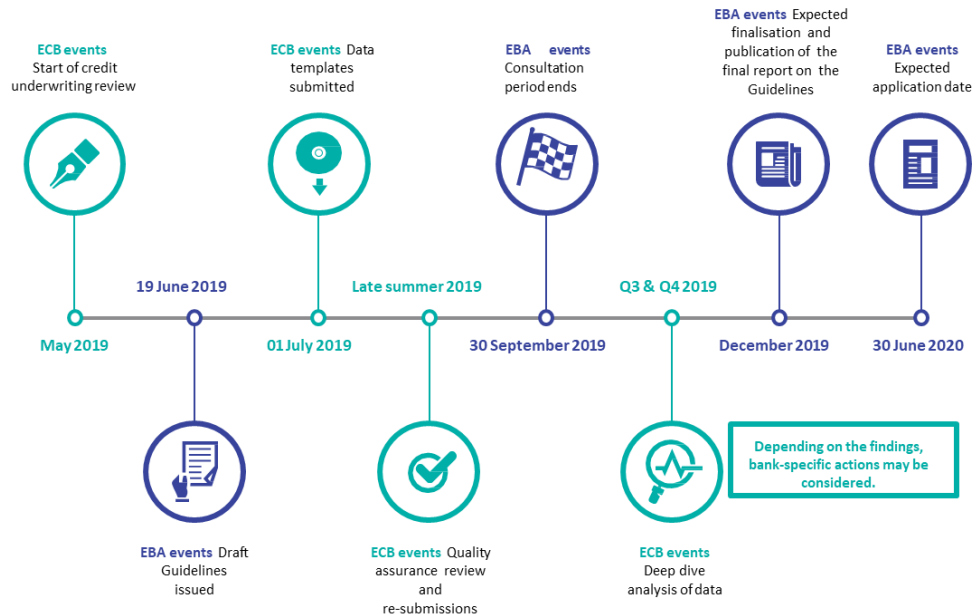 ECB events
Start of credit
underwriting review
ECB events Data
templates
submitted
EBA events
Consultation
period ends
EBA events Expected
finalisation and
publication of the
final report on the
Guidelines
EBA events
Expected
application date
19 June 2019
Late summer 2019
Q3 & Q4 2019
May 2019
01 July 2019
30 September 2019
December 2019
30 June 2020
Depending on the findings,
bank-specific actions may be
considered.
EBA events Draft
Guidelines
issued
ECB events Quality
assurance review
and
re-submissions
ECB events
Deep dive
analysis of data